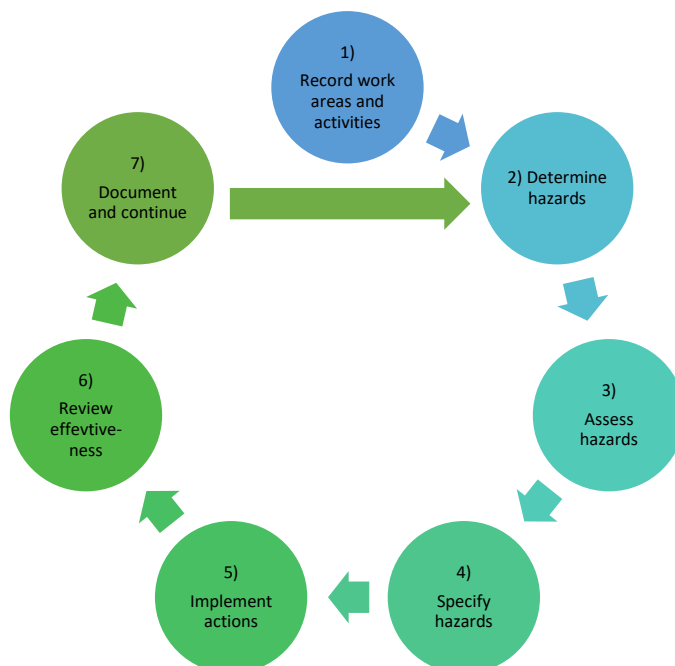 1)
Record work
areas and
activities
2) Determine
hazards
3)
Assess
hazards
4)
Specify
hazards
5)
Implement
actions
6)
Review
effevtive-
ness
7)
Document
and continue